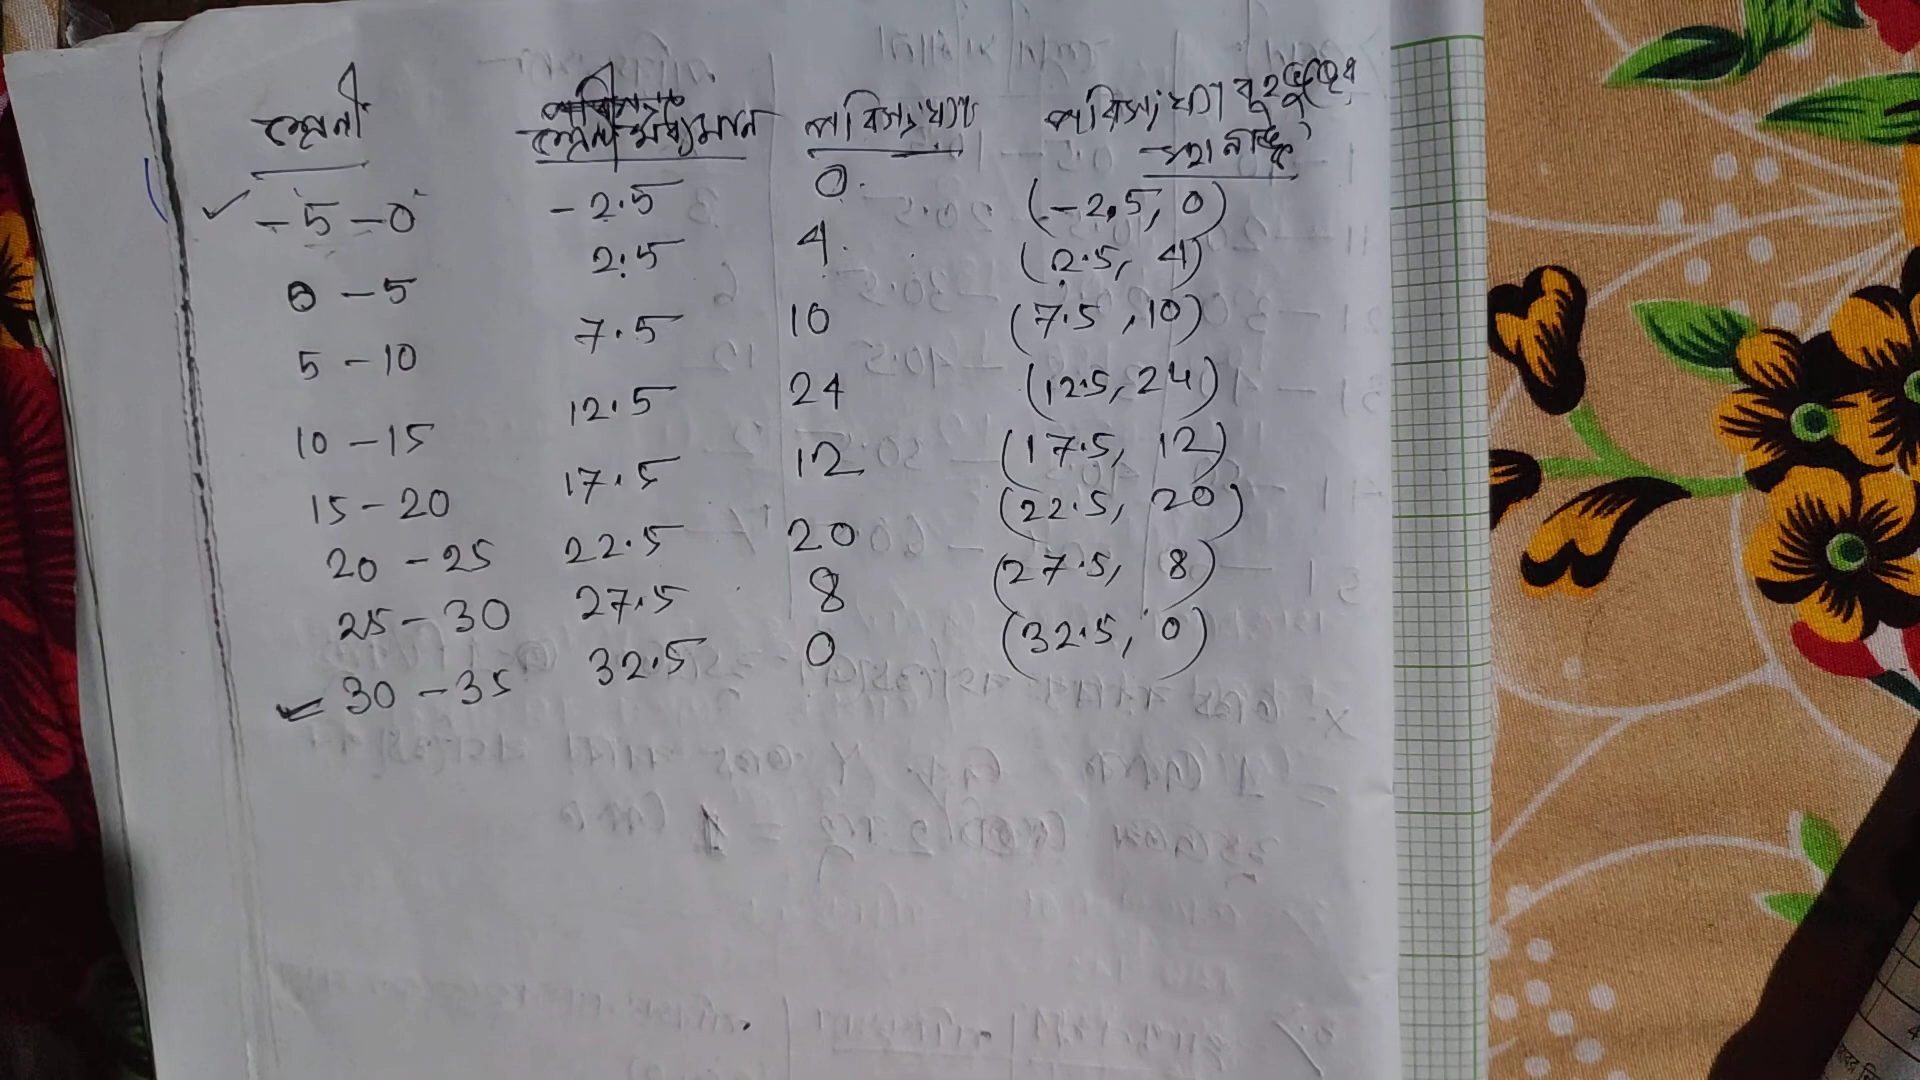 শ্রেণী শ্রেণী মধ্যমান পরিসংখ্যা পরিসংখ্যা বহুভুজের
স্থানাঙ্ক
-5-0 -2.5 0 (-2.5, 0)
0-5 2.5 4 (2.5, 4)
5-10 7.5 10 (7.5, 10)
10-15 12.5 24 (12.5, 24)
15-20 17.5 12 (17.5, 12)
20-25 22.5 20 (22.5, 20)
25-30 27.5 8 (27.5, 8)
30-35 32.5 0 (32.5, 0)